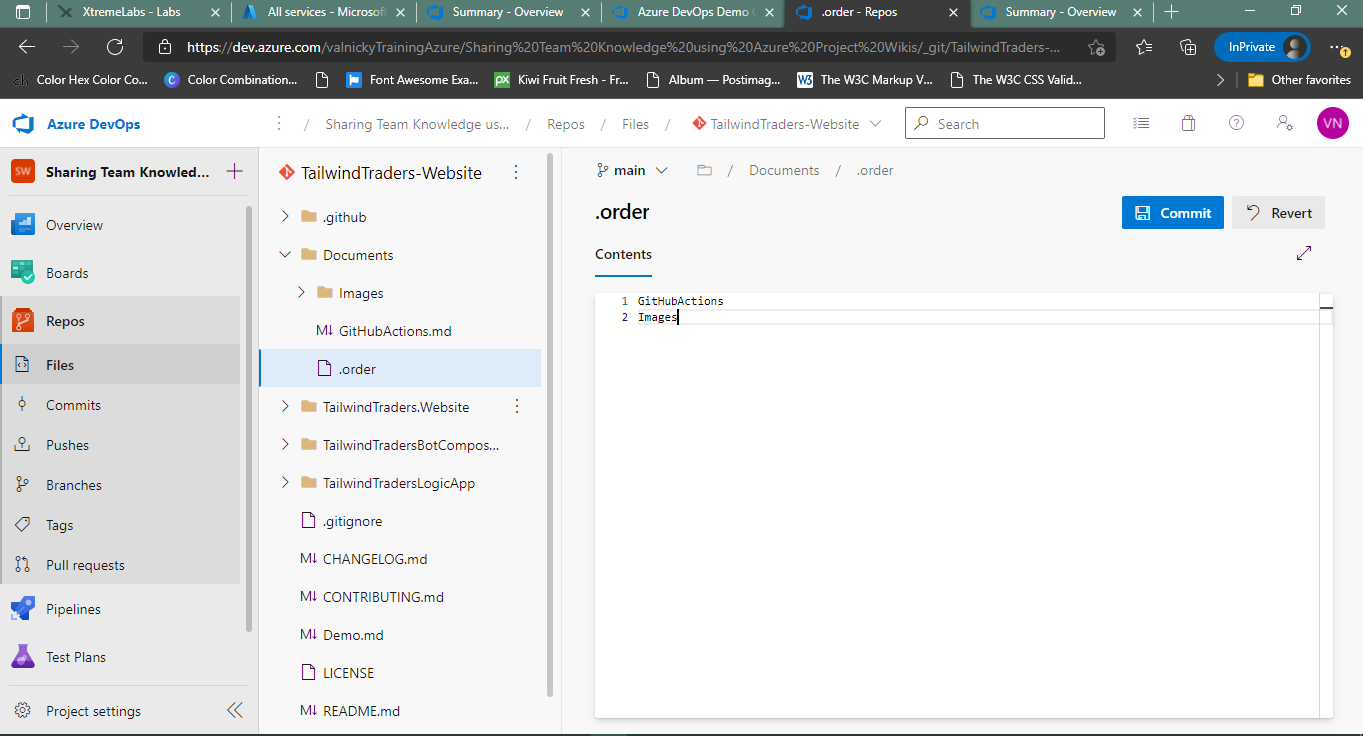 XtremeLabs - Labs
All services - Microsoft
Summary - Overview
Azure DevOps Demo
.order - Repos
Summary - Overview
https://dev.azure.com/valnickyTrainingAzure/Sharing%20Team%20Knowledge%20using%20Azure%20Project%20Wikis/_git/TailwindTraders-...
InPrivate
ch Color Hex Color Co...
C Color Combination...
Font Awesome Exa...
px Kiwi Fruit Fresh - Fr...
Album — Postimag...
W3 The W3C Markup V...
The W3C CSS Valid...
Other favorites
Azure DevOps
/ Sharing Team Knowledge us... / Repos / Files / TailwindTraders-Website
Search
VN
SW Sharing Team Knowled...
Overview
Boards
Repos
Files
Commits
Pushes
Branches
Tags
Pull requests
Pipelines
Test Plans
Project settings
TailwindTraders-Website
.github
Documents
Images
M↓ GitHubActions.md
.order
TailwindTraders.Website
TailwindTradersBotCompos...
TailwindTradersLogicApp
.gitignore
M↓ CHANGELOG.md
M↓ CONTRIBUTING.md
M↓ Demo.md
LICENSE
M↓ README.md
main / Documents / .order
.order
Commit
Revert
Contents
1 GitHubActions
2 Images